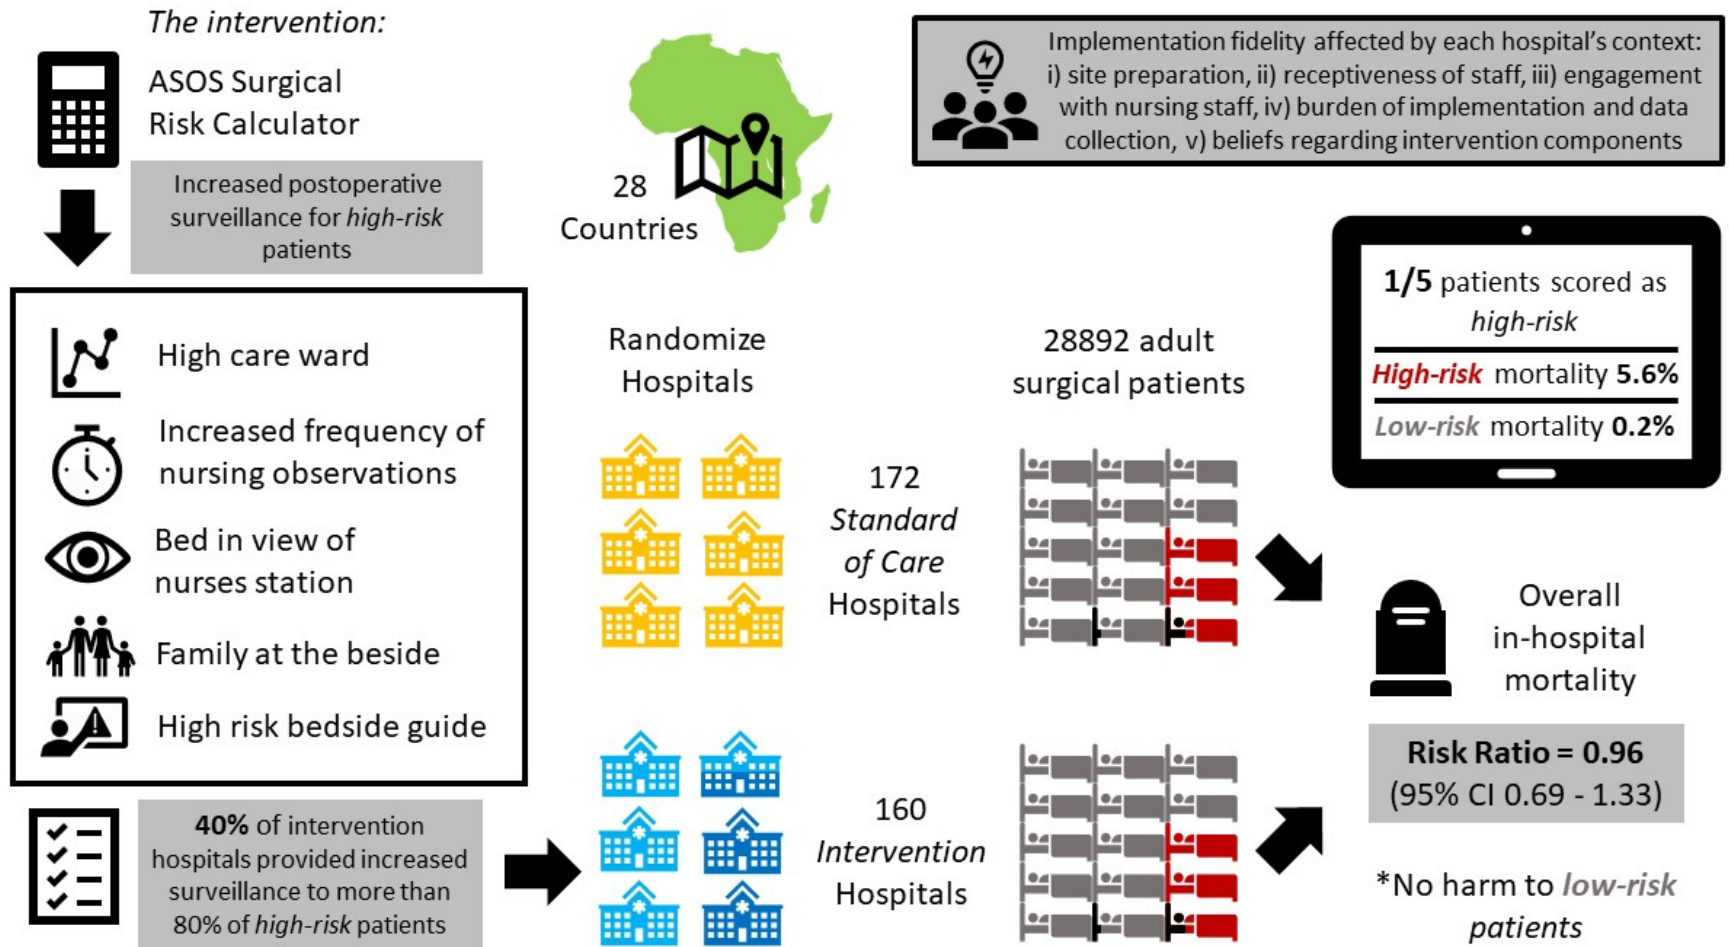 The intervention:
ASOS Surgical
Risk Calculator
Increased postoperative
surveillance for high-risk
patients
High care ward
Increased frequency of
nursing observations
Bed in view of
nurses station
Family at the beside
High risk bedside guide
40% of intervention
hospitals provided increased
surveillance to more than
80% of high-risk patients
28
Countries
Randomize
Hospitals
172
Standard
of Care
Hospitals
160
Intervention
Hospitals
28892 adult
surgical patients
Implementation fidelity affected by each hospital's context:
i) site preparation, ii) receptiveness of staff, iii) engagement
with nursing staff, iv) burden of implementation and data
collection, v) beliefs regarding intervention components
1/5 patients scored as
high-risk
High-risk mortality 5.6%
Low-risk mortality 0.2%
Overall
in-hospital
mortality
Risk Ratio = 0.96
(95% CI 0.69 - 1.33)
*No harm to low-risk
patients